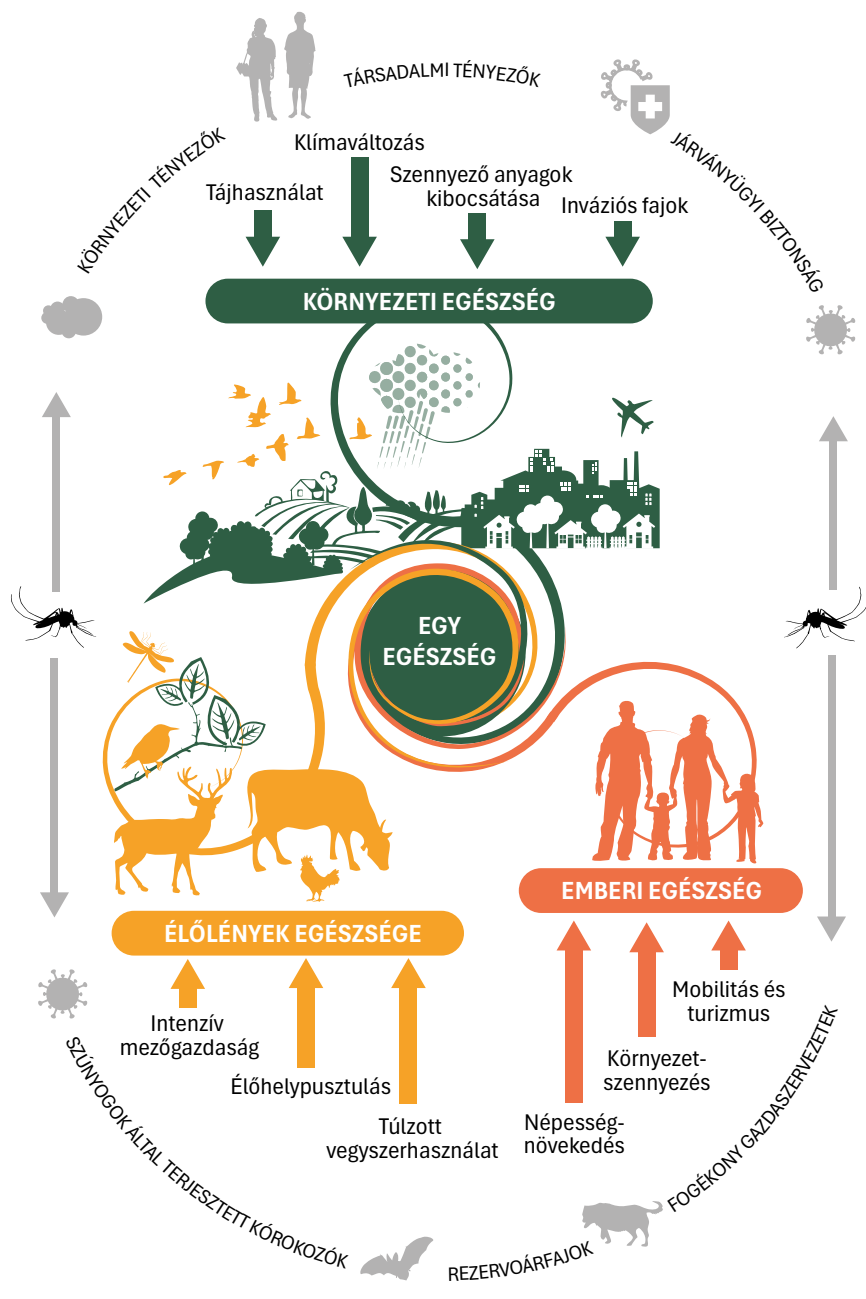 TÁRSADALMI TÉNYEZŐK
KÖRNYEZETI TÉNYEZŐK
JÁRVÁNYÜGYI BIZTONSÁG
Klímaváltozás
Tájhasználat
Szennyező anyagok
kibocsátása
Inváziós fajok
KÖRNYEZETI EGÉSZSÉG
EGY
EGÉSZSÉG
EMBERI EGÉSZSÉG
ÉLŐLÉNYEK EGÉSZSÉGE
Intenzív
mezőgazdaság
Élőhelypusztulás
Túlzott
vegyszerhasználat
Mobilitás és
turizmus
Környezet-
szennyezés
Népesség-
növekedés
SZÚNYOGOK ÁLTAL TERJESZTETT KÓROKOZÓK
REZERVOÁRFAJOK
FOGÉKONY GAZDASZERVEZETEK